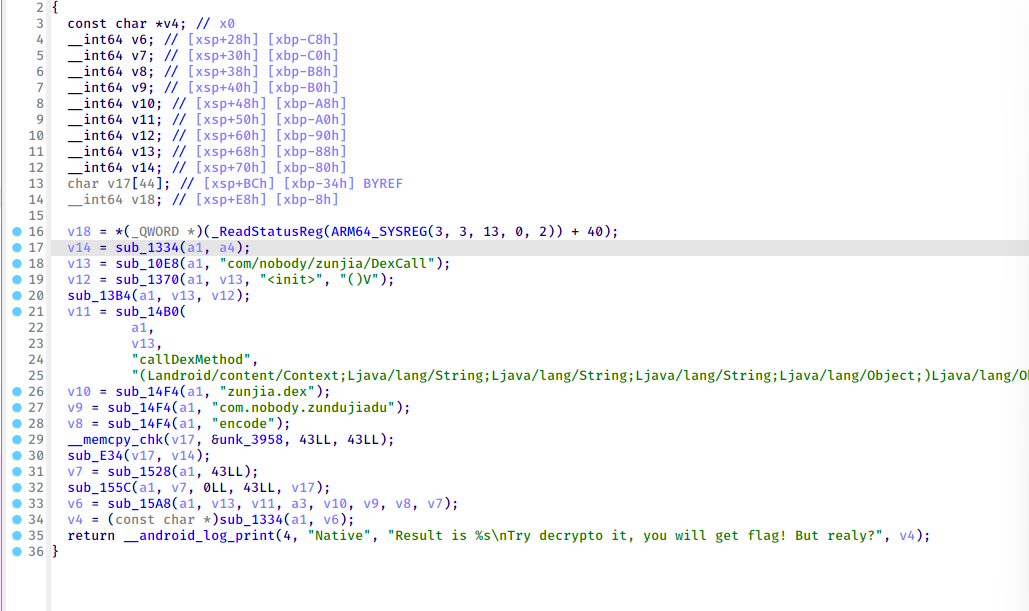 2 {
3 const char *v4; // x0
4 __int64 v6; // [xsp+28h] [xbp-C8h]
5 __int64 v7; // [xsp+30h] [xbp-C0h]
6 __int64 v8; // [xsp+38h] [xbp-B8h]
7 __int64 v9; // [xsp+40h] [xbp-B0h]
8 __int64 v10; // [xsp+48h] [xbp-A8h]
9 __int64 v11; // [xsp+50h] [xbp-A0h]
10 __int64 v12; // [xsp+60h] [xbp-90h]
11 __int64 v13; // [xsp+68h] [xbp-88h]
12 __int64 v14; // [xsp+70h] [xbp-80h]
13 char v17[44]; // [xsp+BCh] [xbp-34h] BYREF
14 __int64 v18; // [xsp+E8h] [xbp-8h]
15
16 v18 = *(_QWORD *)(_ReadStatusReg(ARM64_SYSREG(3, 3, 13, 0, 2)) + 40);
17 v14 = sub_1334(a1, a4);
18 v13 = sub_10E8(a1, "com/nobody/zunjia/DexCall");
19 v12 = sub_1370(a1, v13, "<init>", "()V");
20 sub_13B4(a1, v13, v12);
21 v11 = sub_14B0(
22 a1,
23 v13,
24 "callDexMethod",
25 "(Landroid/content/Context;Ljava/lang/String;Ljava/lang/String;Ljava/lang/String;Ljava/lang/Object;)Ljava/lang/Ob
26 v10 = sub_14F4(a1, "zunjia.dex");
27 v9 = sub_14F4(a1, "com.nobody.zundujiadu");
28 v8 = sub_14F4(a1, "encode");
29 __memcpy_chk(v17, &unk_3958, 43LL, 43LL);
30 sub_E34(v17, v14);
31 v7 = sub_1528(a1, 43LL);
32 sub_155C(a1, v7, 0LL, 43LL, v17);
33 v6 = sub_15A8(a1, v13, v11, a3, v10, v9, v8, v7);
34 v4 = (const char *)sub_1334(a1, v6);
35 return __android_log_print(4, "Native", "Result is %s\nTry decrypto it, you will get flag! But realy?", v4);
36 }